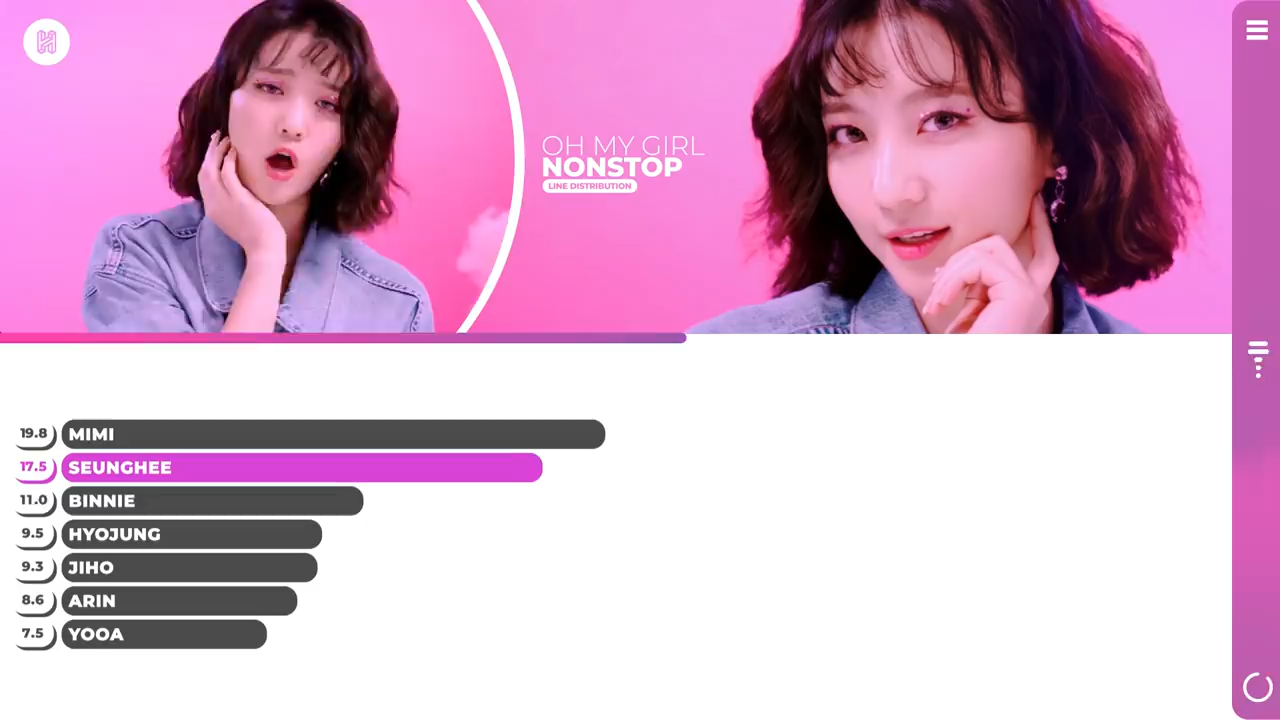 OH MY GIRL
NONSTOP
LINE DISTRIBUTION
19.8 MIMI
17.5 SEUNGHEE
11.0 BINNIE
9.5 HYOJUNG
9.3 JIHO
8.6 ARIN
7.5 YOOA